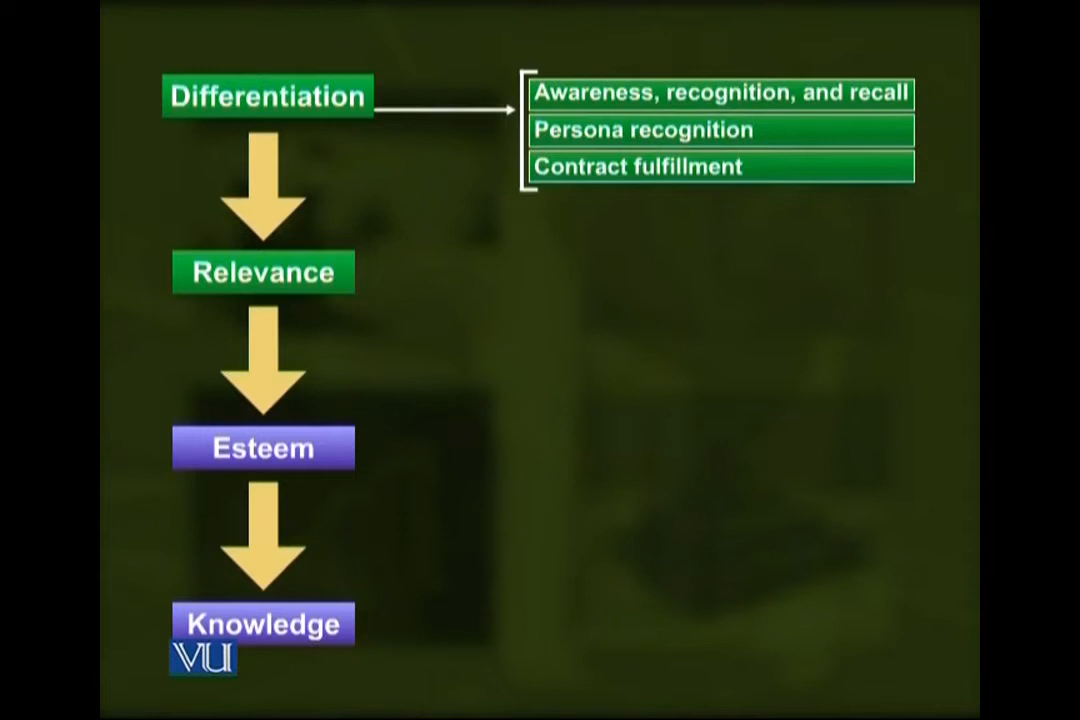 Differentiation
Awareness, recognition, and recall
Persona recognition
Contract fulfillment
Relevance
Esteem
Knowledge
VU